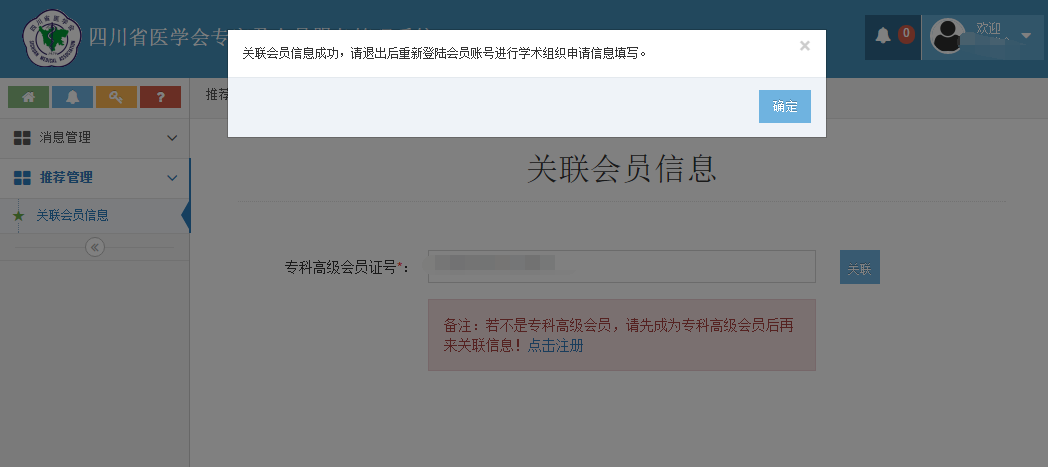 四川省医学会专
关联会员信息成功，请退出后重新登陆会员账号进行学术组织申请信息填写。
×
确定
0
欢迎
?
推荐
消息管理
推荐管理
关联会员信息
关联会员信息
专科高级会员证号*：
关联
备注：若不是专科高级会员，请先成为专科高级会员后再
来关联信息！点击注册